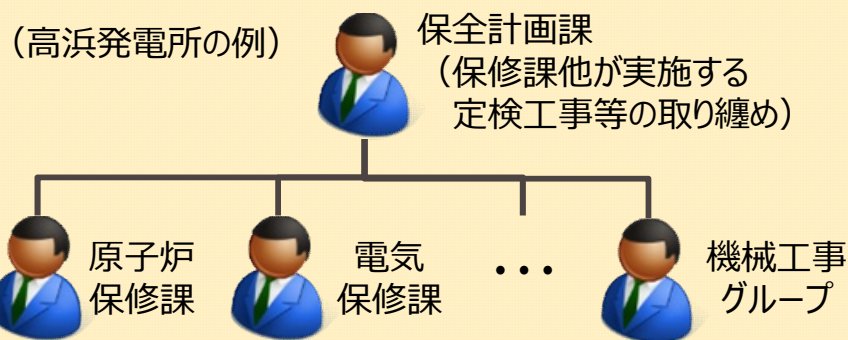 （高浜発電所の例）
保全計画課
（保修課他が実施する
定検工事等の取り纏め）
原子炉
保修課
電気
保修課
・・・
機械工事
グループ